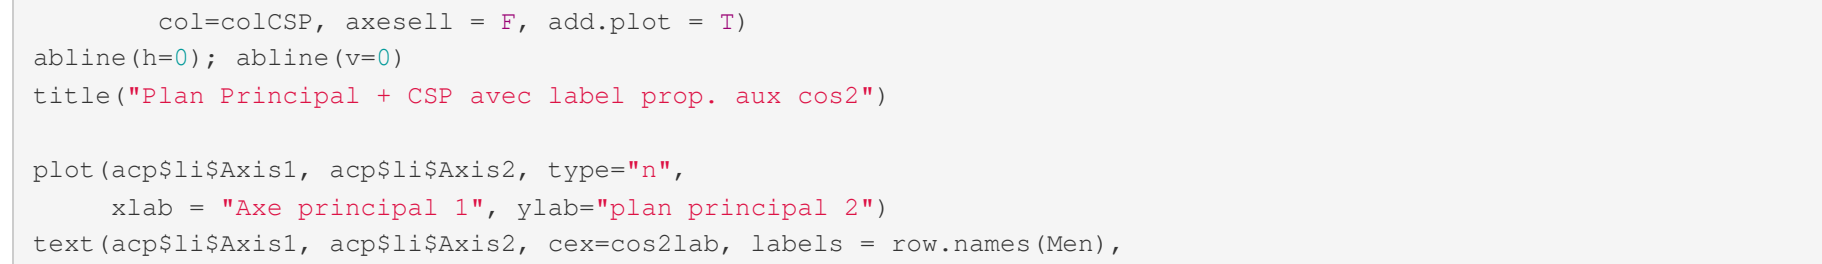 col=colCSP, axesell = F, add.plot = T)
abline(h=0); abline(v=0)
title("Plan Principal + CSP avec label prop. aux cos2")
plot(acp$li$Axis1, acp$li$Axis2, type="n",
xlab = "Axe principal 1", ylab="plan principal 2")
text(acp$li$Axis1, acp$li$Axis2, cex=cos2lab, labels = row.names(Men),